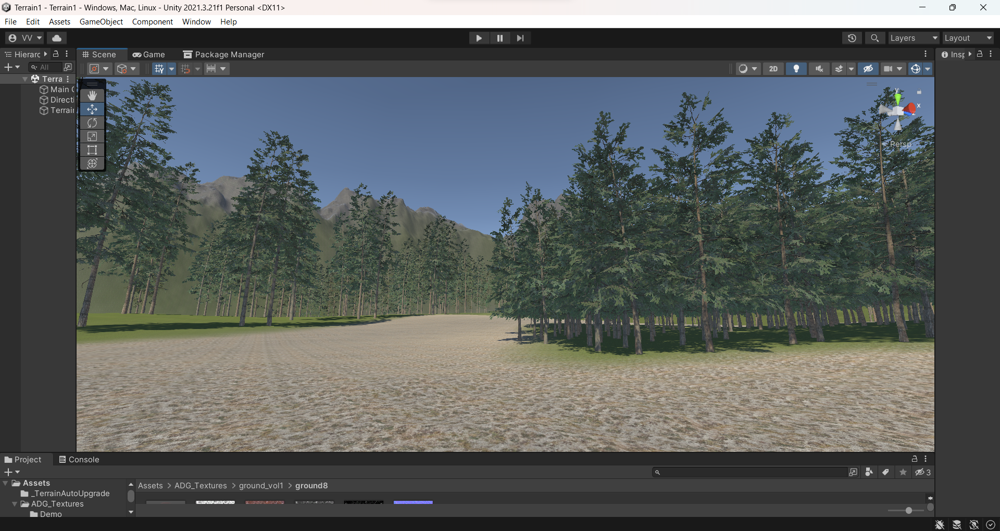 Terrain1 - Terrain1 - Windows, Mac, Linux - Unity 2021.3.21f1 Personal <DX11>
File Edit Assets GameObject Component Window Help
VV Layers Layout
Hierarc Scene Game Package Manager Insp
All 2D
Terra
Main C
Directi
Terrain
y
x
z
Persp
Project Console
3
Assets
Assets > ADG_Textures > ground_vol1 > ground8
_TerrainAutoUpgrade
ADG_Textures
Demo